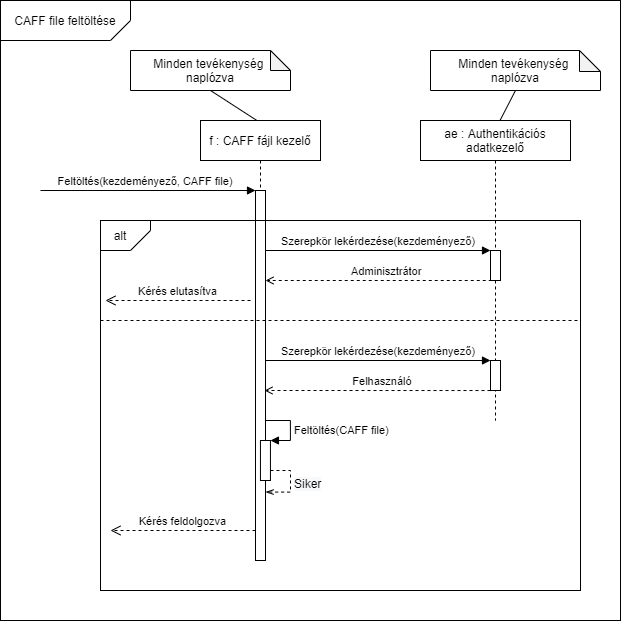 CAFF file feltöltése
Minden tevékenység
naplózva
Minden tevékenység
naplózva
f : CAFF fájl kezelő
ae : Authentikációs
adatkezelő
Feltöltés(kezdeményező, CAFF file)
alt
Szerepkör lekérdezése(kezdeményező)
Adminisztrátor
Kérés elutasítva
Szerepkör lekérdezése(kezdeményező)
Felhasználó
Feltöltés(CAFF file)
Siker
Kérés feldolgozva